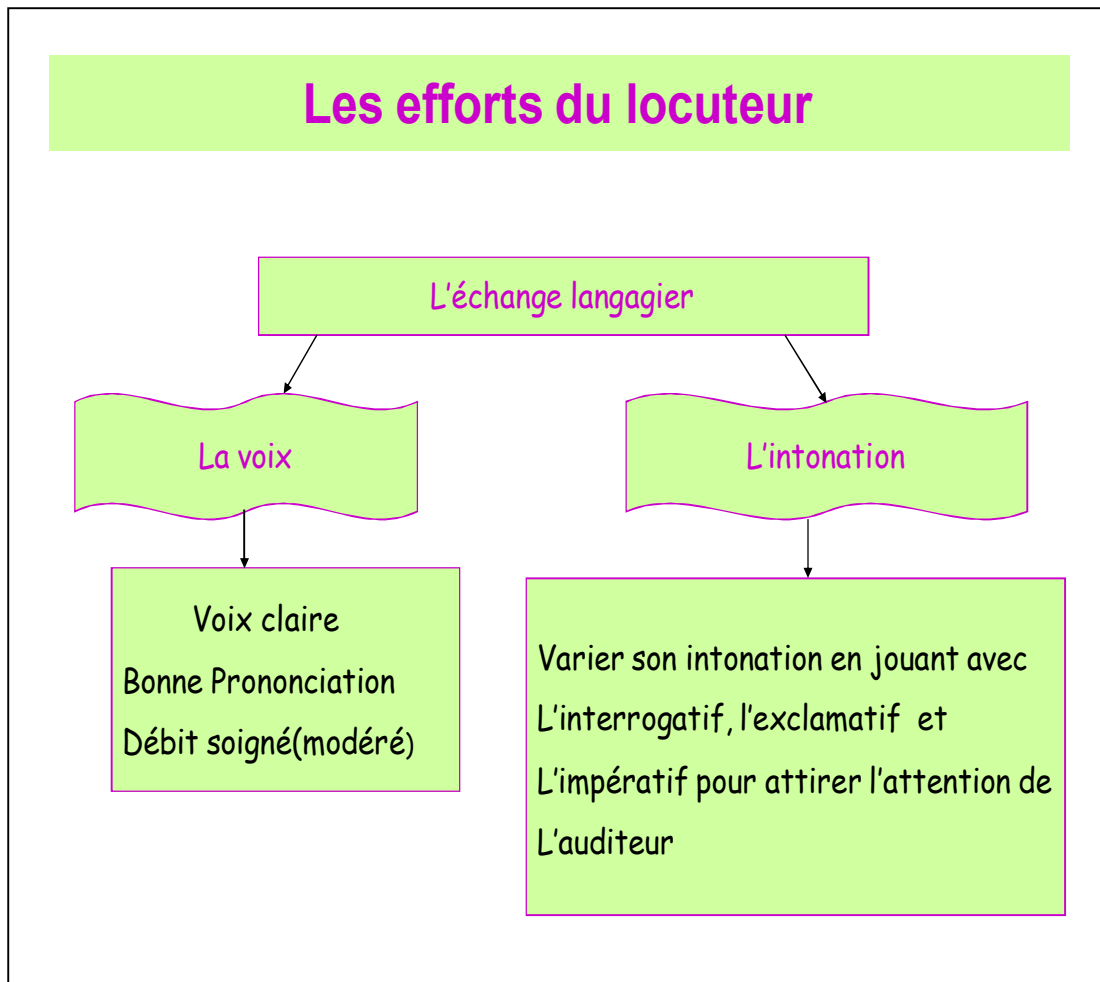 Les efforts du locuteur
L'échange langagier
La voix
L'intonation
Voix claire
Bonne Prononciation
Débit soigné(modéré)
Varier son intonation en jouant avec
L'interrogatif, l'exclamatif et
L'impératif pour attirer l'attention de
L'auditeur